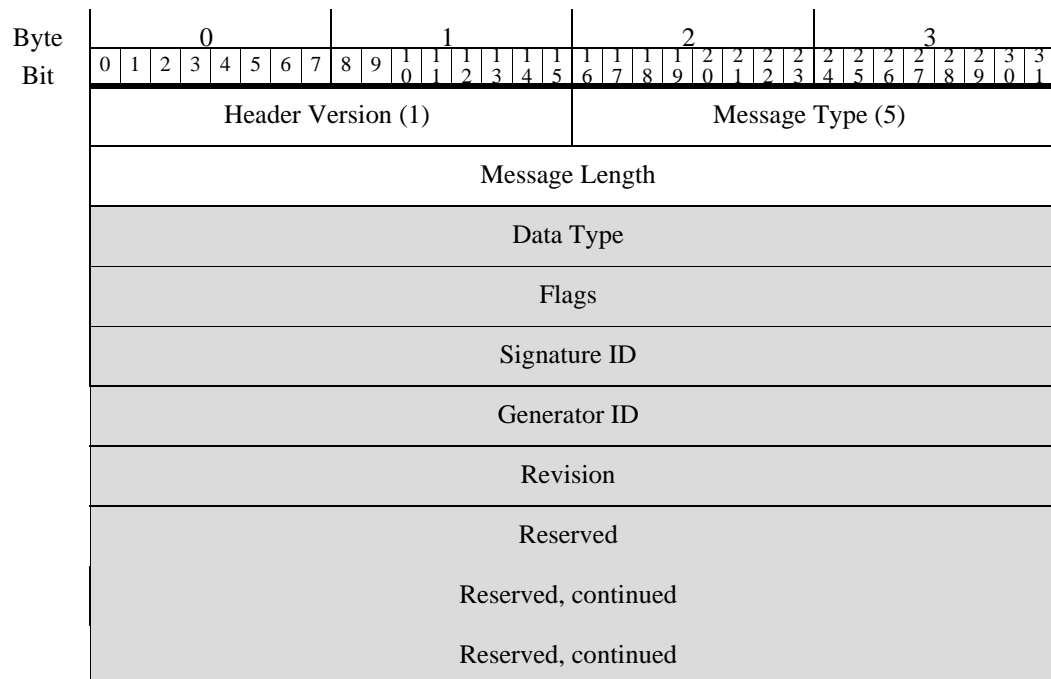 Byte 0 1 2 3
Bit 0 1 2 3 4 5 6 7 8 9 10 11 12 13 14 15 16 17 18 19 20 21 22 23 24 25 26 27 28 29 30 31
Header Version (1) Message Type (5)
Message Length
Data Type
Flags
Signature ID
Generator ID
Revision
Reserved
Reserved, continued
Reserved, continued